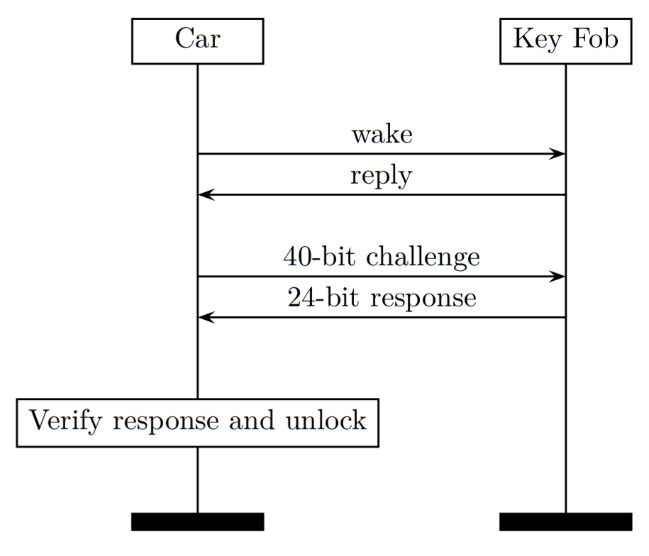 Car
Key Fob
wake
reply
40-bit challenge
24-bit response
Verify response and unlock